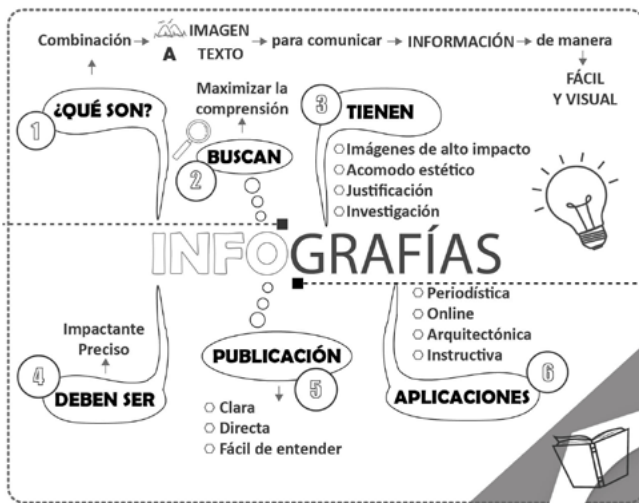 Combinación
IMAGEN
A TEXTO
para comunicar
INFORMACIÓN
de manera
FÁCIL
Y VISUAL
1
¿QUÉ SON?
Maximizar la
comprensión
2
BUSCAN
3
TIENEN
Imágenes de alto impacto
Acomodo estético
Justificación
Investigación
INFOGRAFÍAS
Impactante
Preciso
4
DEBEN SER
PUBLICACIÓN
5
Clara
Directa
Fácil de entender
Periodística
Online
Arquitectónica
Instructiva
6
APLICACIONES